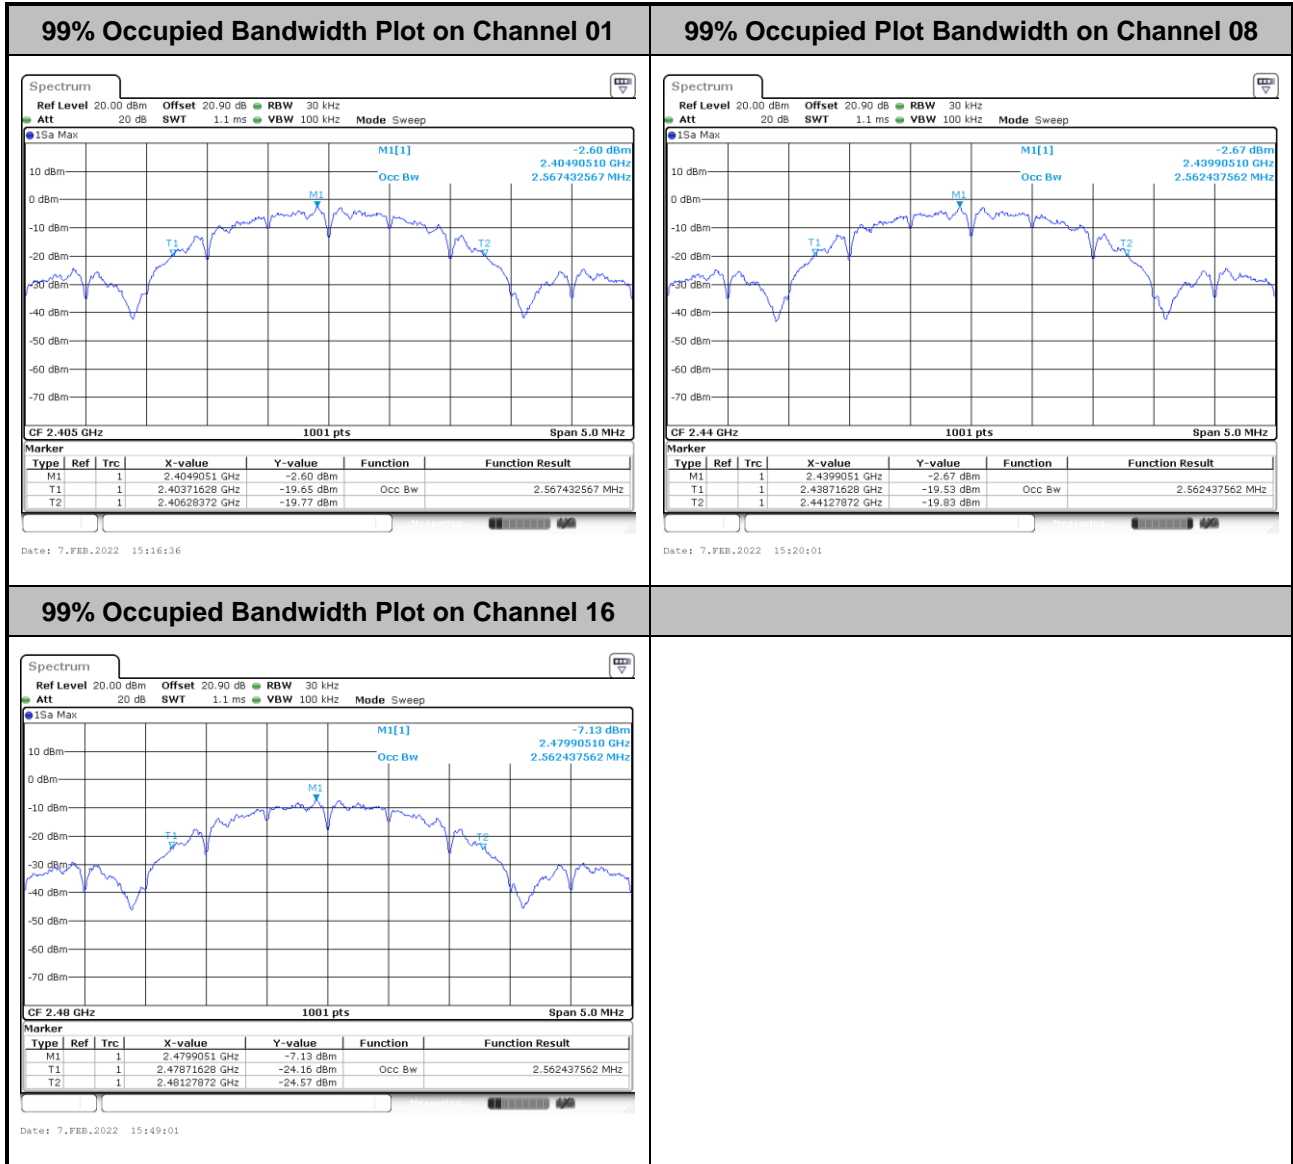 99% Occupied Bandwidth Plot on Channel 01
99% Occupied Plot Bandwidth on Channel 08
Spectrum
Ref Level 20.00 dBm Offset 20.90 dB RBW 30 kHz
Att 20 dB SWT 1.1 ms VBW 100 kHz Mode Sweep
1Sa Max
M1[1] -2.60 dBm
2.40490510 GHz
Occ Bw 2.567432567 MHz
10 dBm
0 dBm
M1
-10 dBm
T1
T2
-20 dBm
-30 dBm
-40 dBm
-50 dBm
-60 dBm
-70 dBm
CF 2.405 GHz 1001 pts Span 5.0 MHz
Marker
Type Ref Trc X-value Y-value Function Function Result
M1 1 2.4049051 GHz -2.60 dBm
T1 1 2.40371628 GHz -19.65 dBm Occ Bw 2.567432567 MHz
T2 1 2.40628372 GHz -19.77 dBm
Date: 7.FEB.2022 15:16:36
Spectrum
Ref Level 20.00 dBm Offset 20.90 dB RBW 30 kHz
Att 20 dB SWT 1.1 ms VBW 100 kHz Mode Sweep
1Sa Max
M1[1] -2.67 dBm
2.43990510 GHz
Occ Bw 2.562437562 MHz
10 dBm
0 dBm
M1
-10 dBm
T1
T2
-20 dBm
-30 dBm
-40 dBm
-50 dBm
-60 dBm
-70 dBm
CF 2.44 GHz 1001 pts Span 5.0 MHz
Marker
Type Ref Trc X-value Y-value Function Function Result
M1 1 2.4399051 GHz -2.67 dBm
T1 1 2.43871628 GHz -19.53 dBm Occ Bw 2.562437562 MHz
T2 1 2.44127872 GHz -19.83 dBm
Date: 7.FEB.2022 15:20:01
99% Occupied Bandwidth Plot on Channel 16
Spectrum
Ref Level 20.00 dBm Offset 20.90 dB RBW 30 kHz
Att 20 dB SWT 1.1 ms VBW 100 kHz Mode Sweep
1Sa Max
M1[1] -7.13 dBm
2.47990510 GHz
Occ Bw 2.562437562 MHz
10 dBm
0 dBm
M1
-10 dBm
-20 dBm
T1
T2
-30 dBm
-40 dBm
-50 dBm
-60 dBm
-70 dBm
CF 2.48 GHz 1001 pts Span 5.0 MHz
Marker
Type Ref Trc X-value Y-value Function Function Result
M1 1 2.4799051 GHz -7.13 dBm
T1 1 2.47871628 GHz -24.16 dBm Occ Bw 2.562437562 MHz
T2 1 2.48127872 GHz -24.57 dBm
Date: 7.FEB.2022 15:49:01